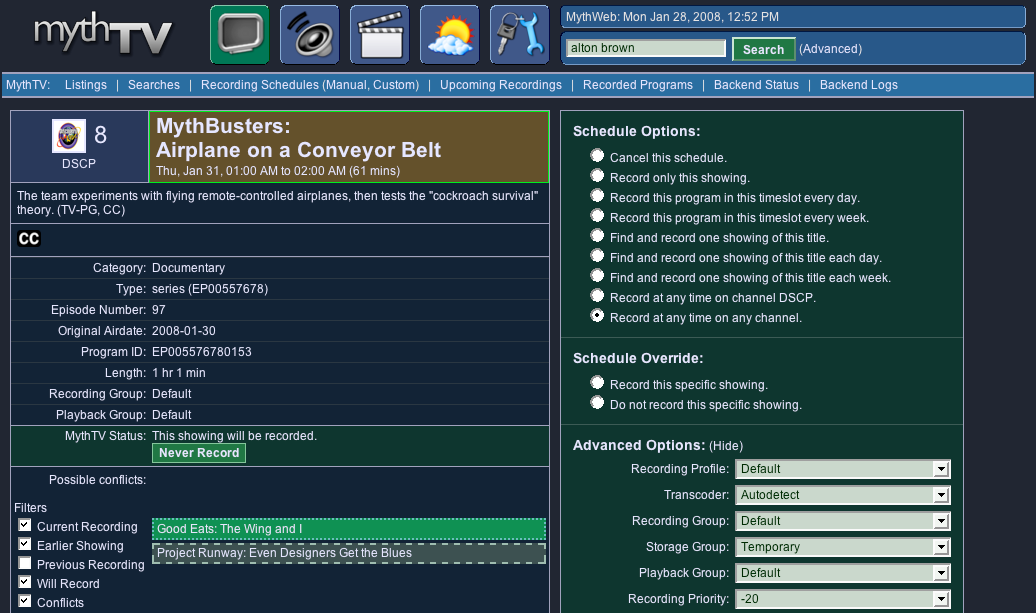 mythTV
MythWeb: Mon Jan 28, 2008, 12:52 PM
alton brown
Search
(Advanced)
MythTV: Listings | Searches | Recording Schedules (Manual, Custom) | Upcoming Recordings | Recorded Programs | Backend Status | Backend Logs
8
DSCP
MythBusters:
Airplane on a Conveyor Belt
Thu, Jan 31, 01:00 AM to 02:00 AM (61 mins)
The team experiments with flying remote-controlled airplanes, then tests the "cockroach survival"
theory. (TV-PG, CC)
CC
Category: Documentary
Type: series (EP00557678)
Episode Number: 97
Original Airdate: 2008-01-30
Program ID: EP005576780153
Length: 1 hr 1 min
Recording Group: Default
Playback Group: Default
MythTV Status: This showing will be recorded.
Never Record
Possible conflicts:
Filters
Current Recording
Earlier Showing
Previous Recording
Will Record
Conflicts
Good Eats: The Wing and I
Project Runway: Even Designers Get the Blues
Schedule Options:
Cancel this schedule.
Record only this showing.
Record this program in this timeslot every day.
Record this program in this timeslot every week.
Find and record one showing of this title.
Find and record one showing of this title each day.
Find and record one showing of this title each week.
Record at any time on channel DSCP.
Record at any time on any channel.
Schedule Override:
Record this specific showing.
Do not record this specific showing.
Advanced Options: (Hide)
Recording Profile: Default
Transcoder: Autodetect
Recording Group: Default
Storage Group: Temporary
Playback Group: Default
Recording Priority: -20